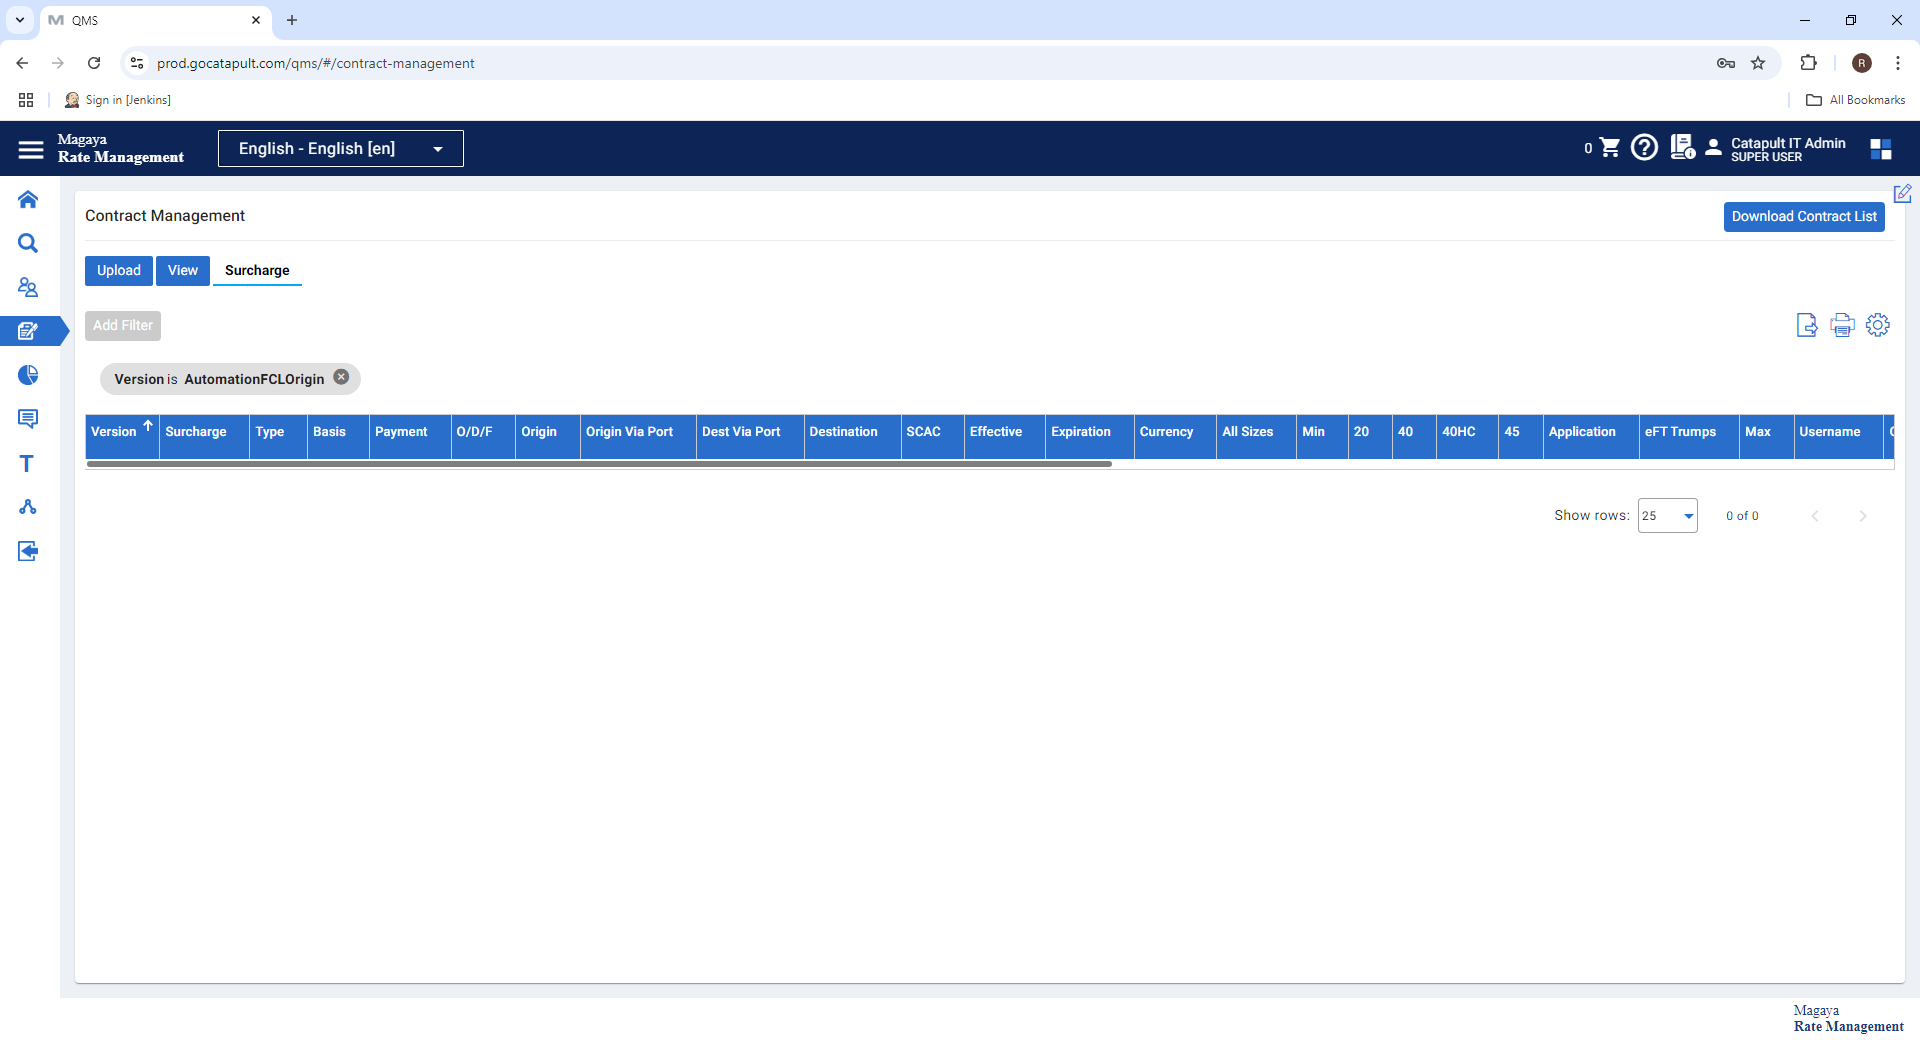 QMS
prod.gocatapult.com/qms/#/contract-management
R
Sign in [Jenkins]
All Bookmarks
Magaya
Rate Management
English - English [en]
0
Catapult IT Admin
SUPER USER
Contract Management
Download Contract List
Upload
View
Surcharge
Add Filter
Version is AutomationFCLOrigin
Version Surcharge Type Basis Payment O/D/F Origin Origin Via Port Dest Via Port Destination SCAC Effective Expiration Currency All Sizes Min 20 40 40HC 45 Application eFT Trumps Max Username
T
Show rows: 25 0 of 0
Magaya
Rate Management